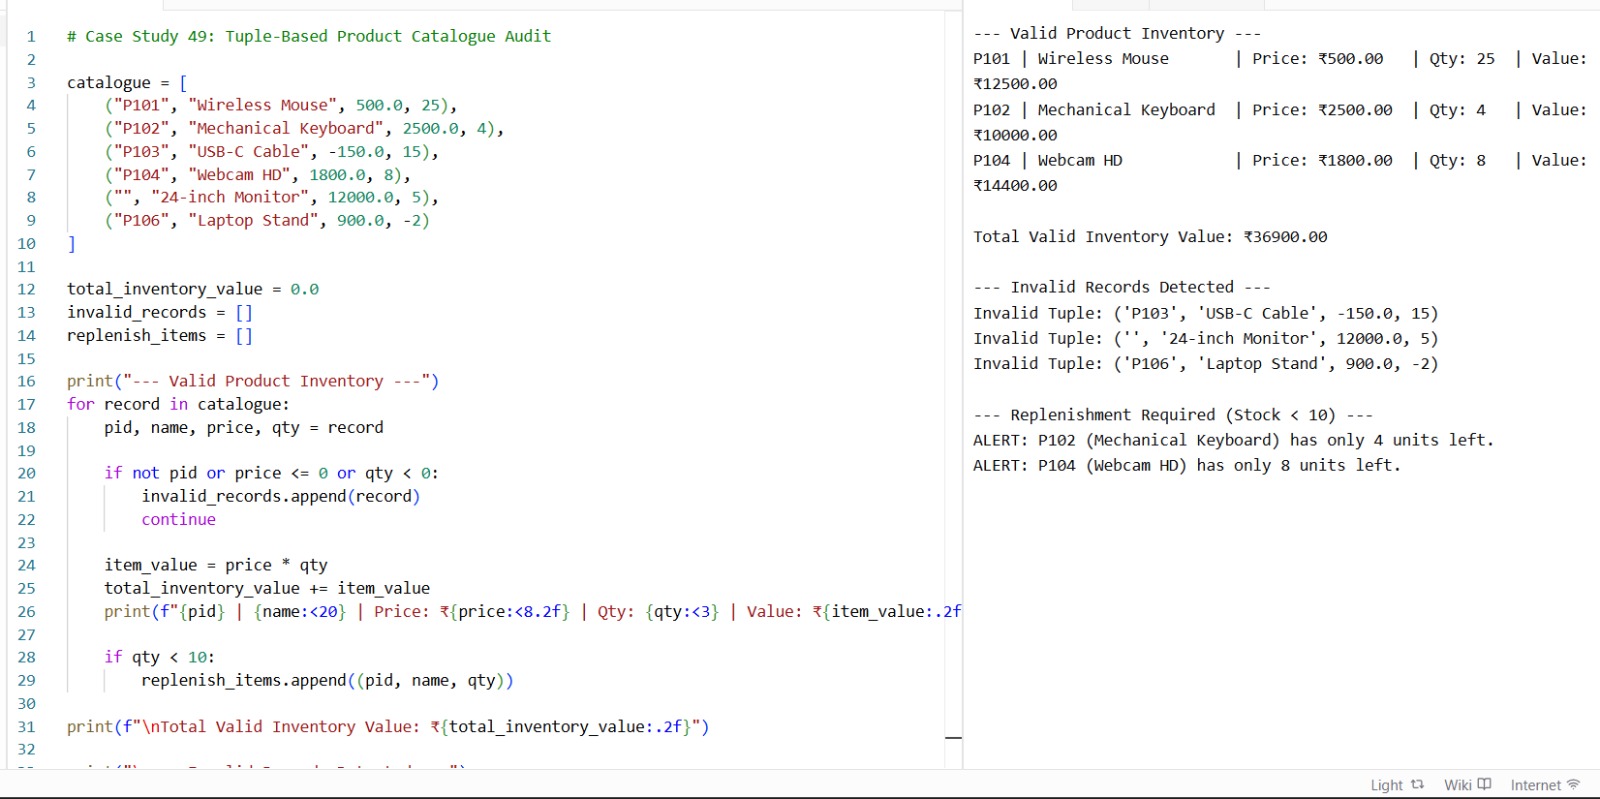 1 # Case Study 49: Tuple-Based Product Catalogue Audit
2
3 catalogue = [
4 ("P101", "Wireless Mouse", 500.0, 25),
5 ("P102", "Mechanical Keyboard", 2500.0, 4),
6 ("P103", "USB-C Cable", -150.0, 15),
7 ("P104", "Webcam HD", 1800.0, 8),
8 ("", "24-inch Monitor", 12000.0, 5),
9 ("P106", "Laptop Stand", 900.0, -2)
10 ]
11
12 total_inventory_value = 0.0
13 invalid_records = []
14 replenish_items = []
15
16 print("--- Valid Product Inventory ---")
17 for record in catalogue:
18 pid, name, price, qty = record
19
20 if not pid or price <= 0 or qty < 0:
21 invalid_records.append(record)
22 continue
23
24 item_value = price * qty
25 total_inventory_value += item_value
26 print(f"{pid} | {name:<20} | Price: ₹{price:<8.2f} | Qty: {qty:<3} | Value: ₹{item_value:.2f
27
28 if qty < 10:
29 replenish_items.append((pid, name, qty))
30
31 print(f"\nTotal Valid Inventory Value: ₹{total_inventory_value:.2f}")
32
--- Valid Product Inventory ---
P101 | Wireless Mouse | Price: ₹500.00 | Qty: 25 | Value:
₹12500.00
P102 | Mechanical Keyboard | Price: ₹2500.00 | Qty: 4 | Value:
₹10000.00
P104 | Webcam HD | Price: ₹1800.00 | Qty: 8 | Value:
₹14400.00
Total Valid Inventory Value: ₹36900.00
--- Invalid Records Detected ---
Invalid Tuple: ('P103', 'USB-C Cable', -150.0, 15)
Invalid Tuple: ('', '24-inch Monitor', 12000.0, 5)
Invalid Tuple: ('P106', 'Laptop Stand', 900.0, -2)
--- Replenishment Required (Stock < 10) ---
ALERT: P102 (Mechanical Keyboard) has only 4 units left.
ALERT: P104 (Webcam HD) has only 8 units left.
Light Wiki Internet